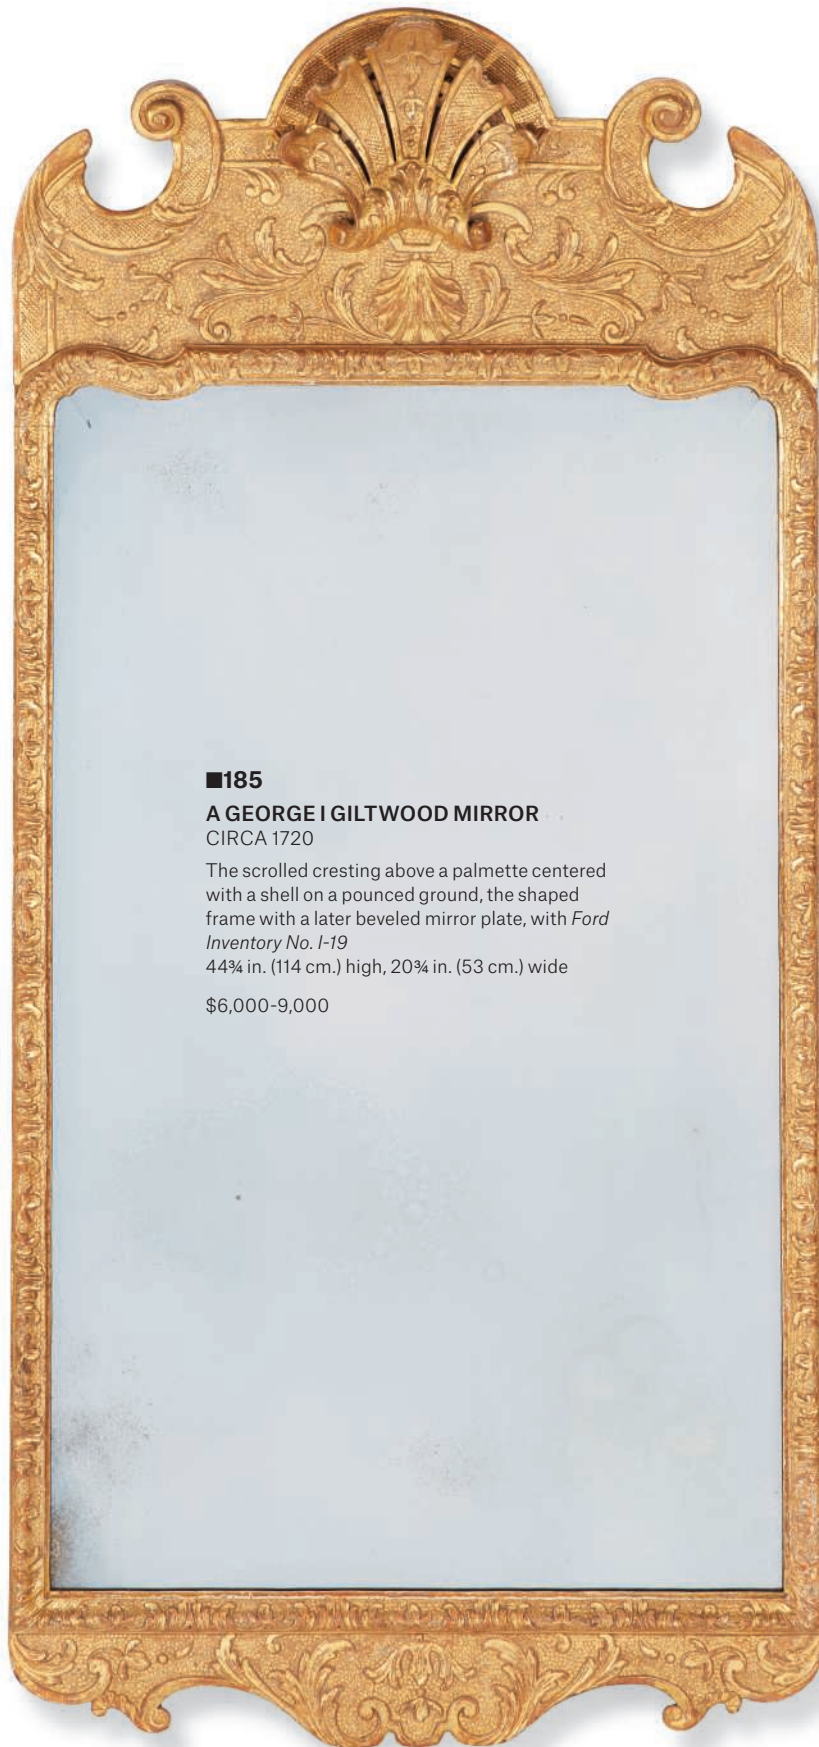 ■185
A GEORGE I GILTWOOD MIRROR
CIRCA 1720
The scrolled cresting above a palmette centered
with a shell on a pounced ground, the shaped
frame with a later beveled mirror plate, with Ford
Inventory No. I-19
44¾ in. (114 cm.) high, 20¾ in. (53 cm.) wide
$6,000-9,000